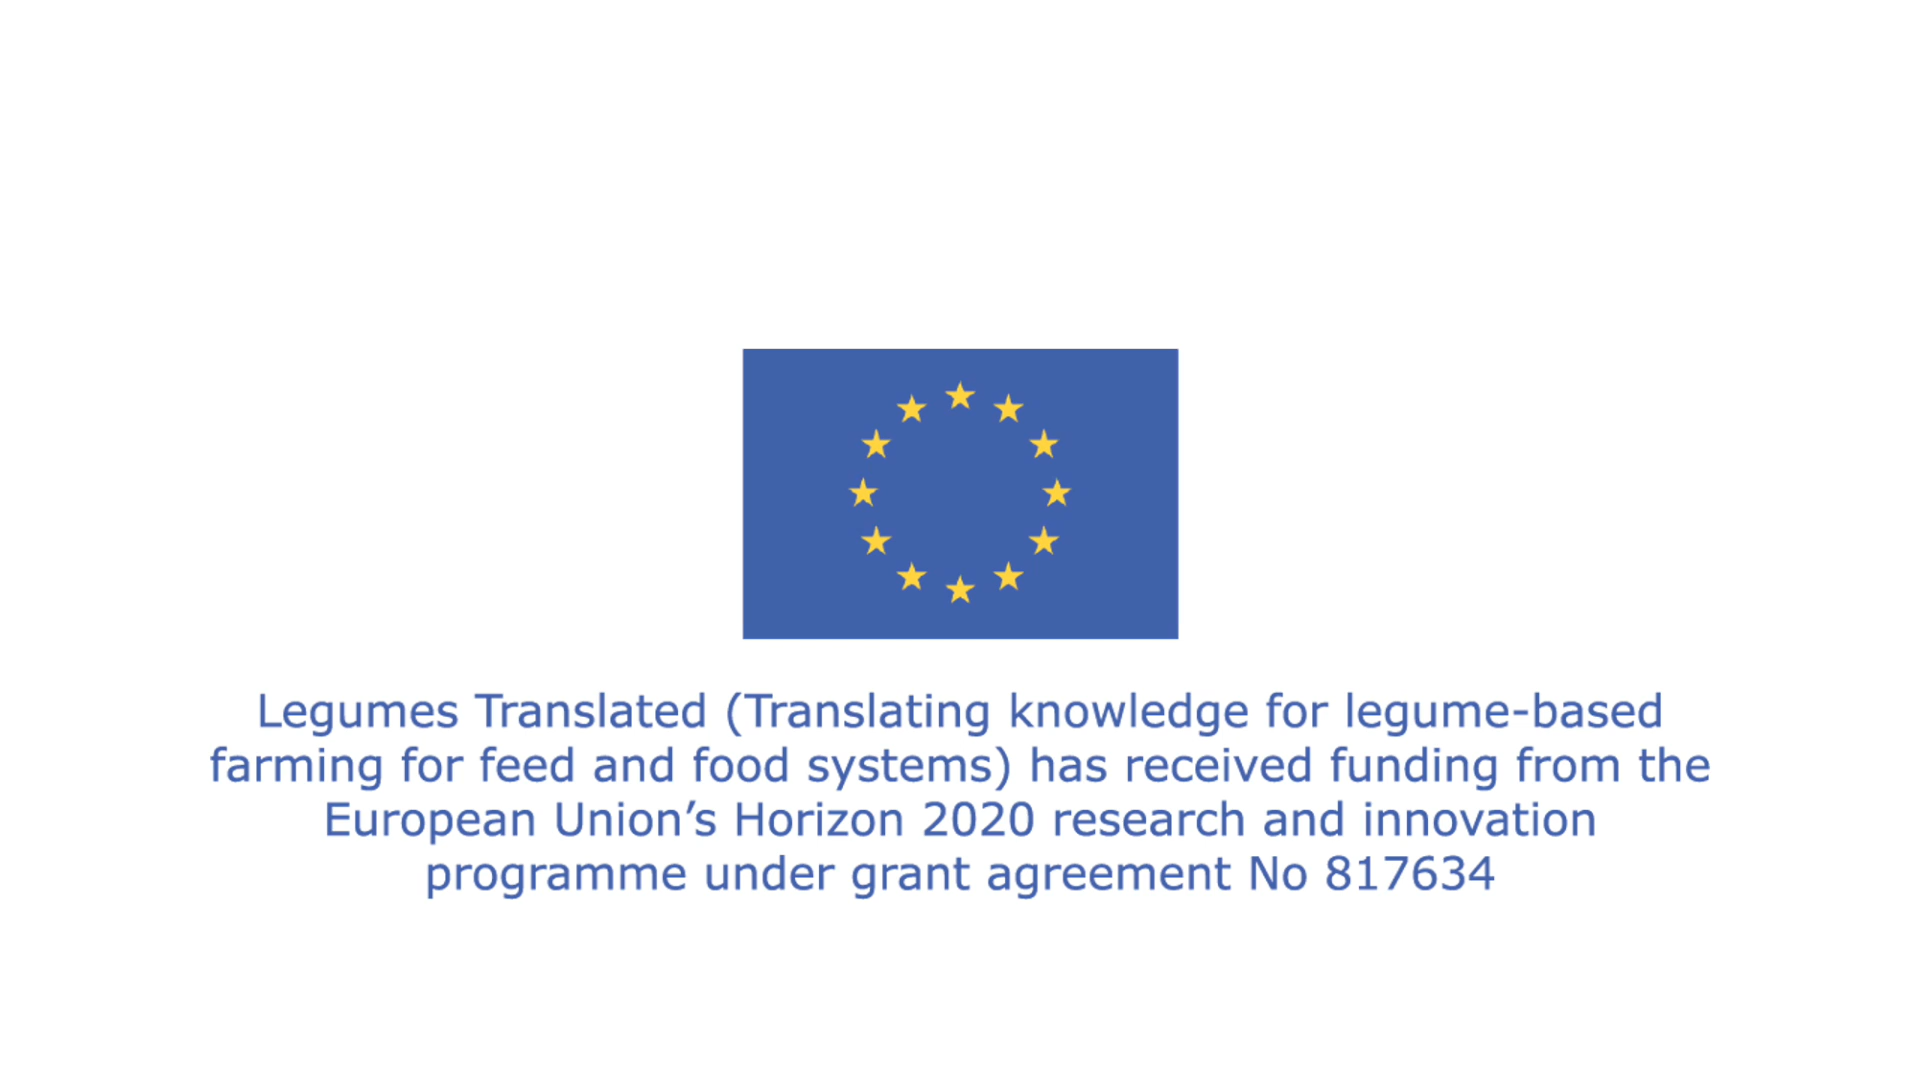 Legumes Translated (Translating knowledge for legume-based
farming for feed and food systems) has received funding from the
European Union’s Horizon 2020 research and innovation
programme under grant agreement No 817634